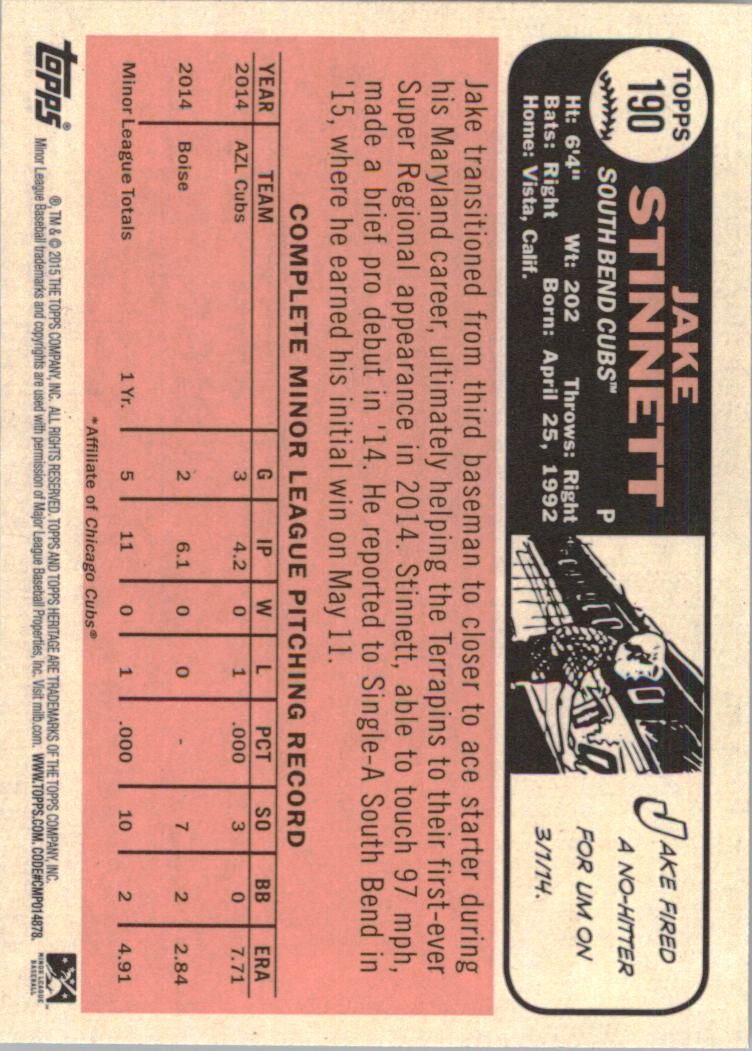 TOPPS
190
JAKE
STINNETT
SOUTH BEND CUBS™ P
Ht: 6'4" Wt: 202 Throws: Right
Bats: Right Born: April 25, 1992
Home: Vista, Calif.
JAKE FIRED
A NO-HITTER
FOR UM ON
3/1/14.
Jake transitioned from third baseman to closer to ace starter during
his Maryland career, ultimately helping the Terrapins to their first-ever
Super Regional appearance in 2014. Stinnett, able to touch 97 mph,
made a brief pro debut in '14. He reported to Single-A South Bend in
'15, where he earned his initial win on May 11.
COMPLETE MINOR LEAGUE PITCHING RECORD
YEAR TEAM G IP W L PCT SO BB ERA
2014 AZL Cubs 3 4.2 0 1 .000 3 0 7.71
2014 Boise 2 6.1 0 0 - 7 2 2.84
Minor League Totals 1 Yr. 5 11 0 1 .000 10 2 4.91
*Affiliate of Chicago Cubs®
topps®
®, TM & © 2015 THE TOPPS COMPANY, INC. ALL RIGHTS RESERVED. TOPPS AND TOPPS HERITAGE ARE TRADEMARKS OF THE TOPPS COMPANY, INC.
Minor League Baseball trademarks and copyrights are used with permission of Major League Baseball Properties, Inc. Visit milb.com. WWW.TOPPS.COM. CODE#CMP014878.
MINOR LEAGUE
BASEBALL™